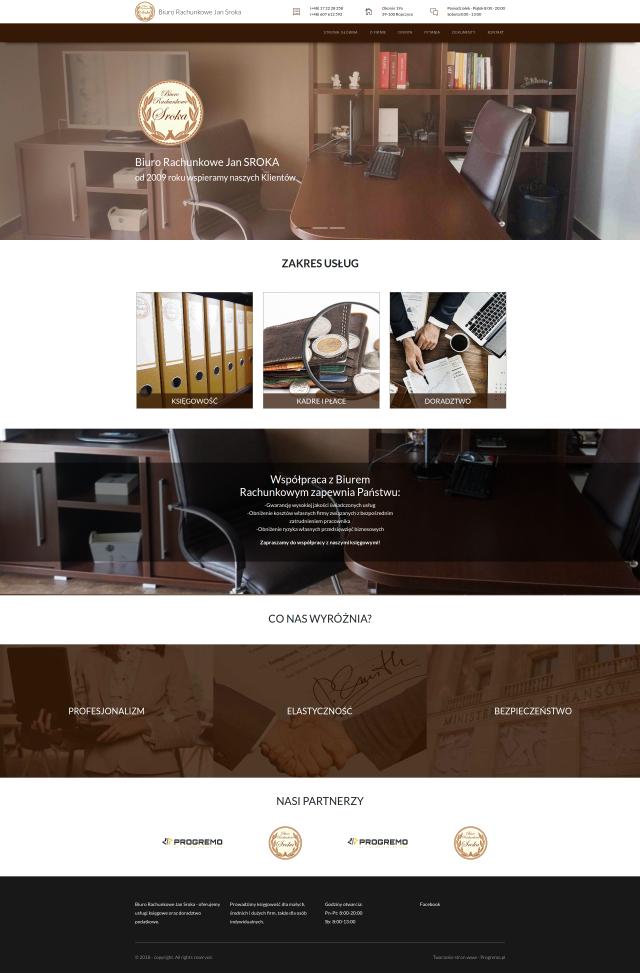 Biuro Rachunkowe Jan Sroka
(+48) 17 22 28 258
(+48) 609 612 593
Okonin 19a
39-100 Ropczyce
Poniedziałek - Piątek 8:00 - 20:00
Sobota 8:00 - 13:00
STRONA GŁÓWNA O FIRMIE OFERTA PYTANIA DOKUMENTY KONTAKT
Biuro
Rachunkowe
Sroka
Biuro Rachunkowe Jan SROKA
od 2009 roku wspieramy naszych Klientów
ZAKRES USŁUG
KSIĘGOWOŚĆ
KADRE I PŁACE
DORADZTWO
Współpraca z Biurem
Rachunkowym zapewnia Państwu:
-Gwarancję wysokiej jakości świadczonych usług
-Obniżenie kosztów własnych firmy związanych z bezpośrednim
zatrudnieniem pracownika
-Obniżenie ryzyka własnych przedsięwzięć biznesowych
Zapraszamy do współpracy z naszymi księgowymi!
CO NAS WYRÓŻNIA?
PROFESJONALIZM
ELASTYCZNOŚĆ
BEZPIECZEŃSTWO
NASI PARTNERZY
PROGREMO
Sroka
PROGREMO
Sroka
Biuro Rachunkowe Jan Sroka - oferujemy
usługi księgowe oraz doradztwo
podatkowe.
Prowadzimy księgowość dla małych,
średnich i dużych firm, także dla osób
indywidualnych.
Godziny otwarcia:
Pn-Pt: 8:00-20:00
Sb: 8:00-13:00
Facebook
© 2018 - copyright. All rights reserved.
Tworzenie stron www - Progremo.pl